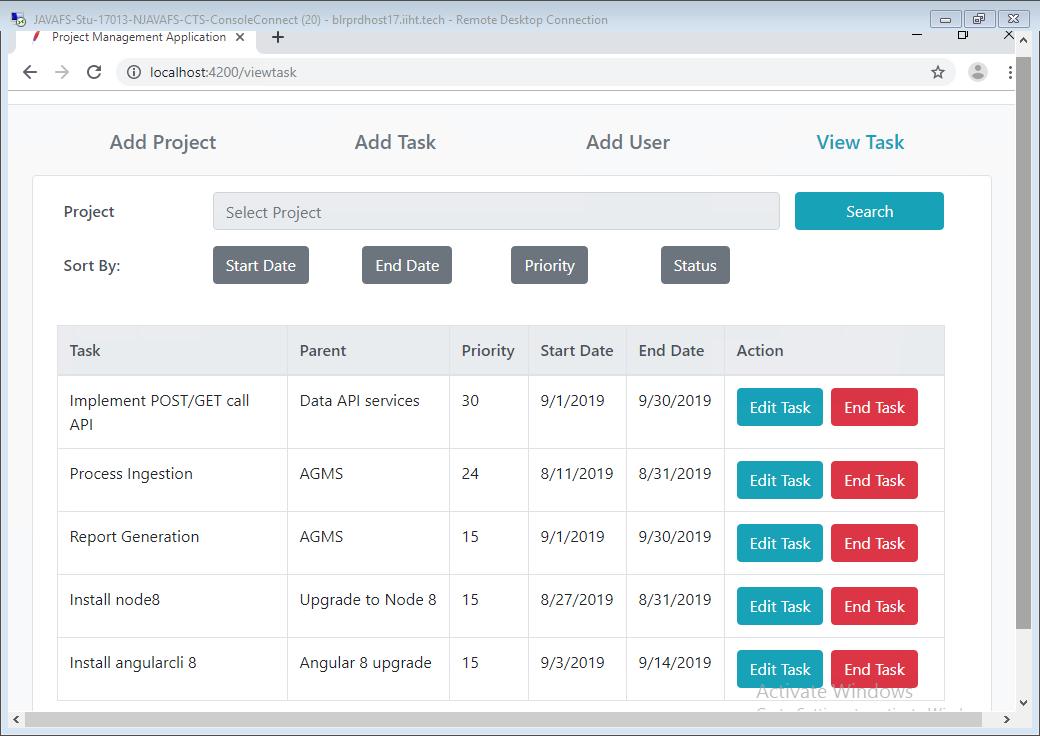 JAVAFS-Stu-17013-NJAVAFS-CTS-ConsoleConnect (20) - blrprdhost17.iiht.tech - Remote Desktop Connection
Project Management Application
localhost:4200/viewtask
Add Project Add Task Add User View Task
Project Select Project Search
Sort By: Start Date End Date Priority Status
Task Parent Priority Start Date End Date Action
Implement POST/GET call API Data API services 30 9/1/2019 9/30/2019 Edit Task End Task
Process Ingestion AGMS 24 8/11/2019 8/31/2019 Edit Task End Task
Report Generation AGMS 15 9/1/2019 9/30/2019 Edit Task End Task
Install node8 Upgrade to Node 8 15 8/27/2019 8/31/2019 Edit Task End Task
Install angularcli 8 Angular 8 upgrade 15 9/3/2019 9/14/2019 Edit Task End Task
Activate Windows